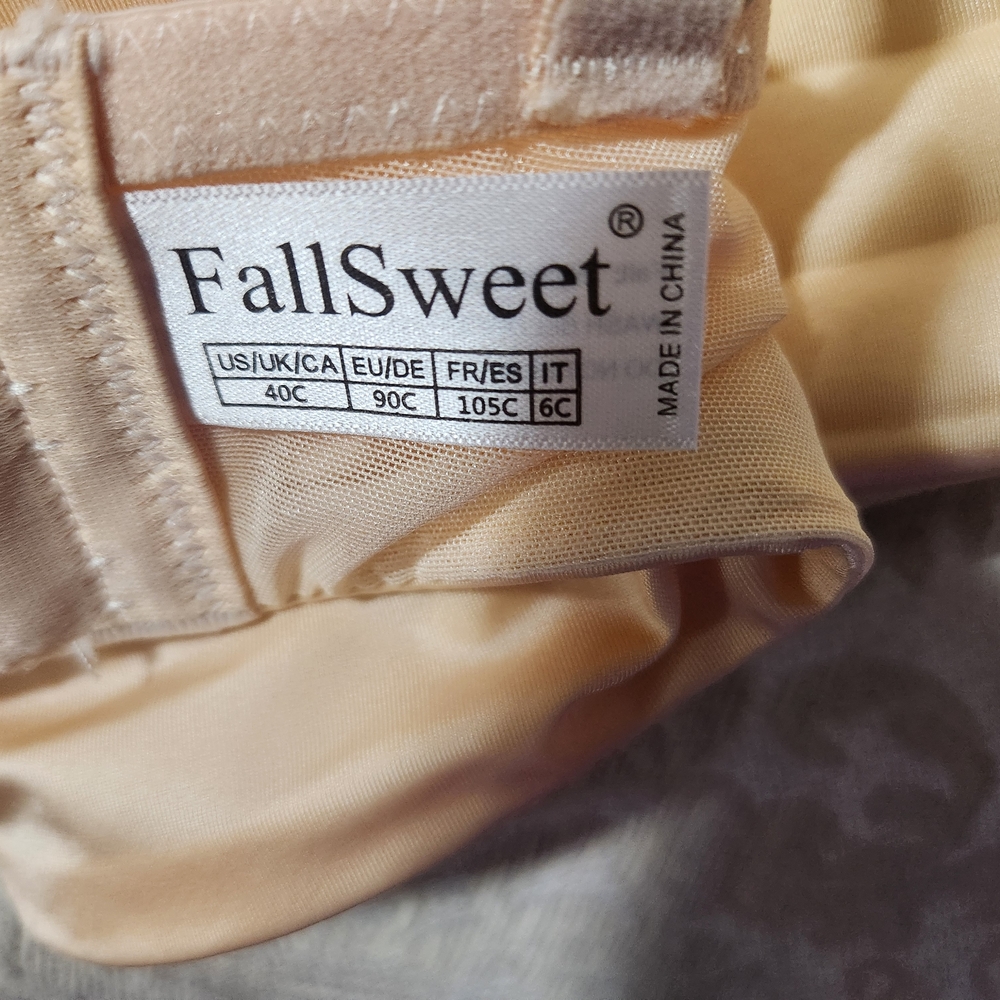 FallSweet®
US/UK/CA EU/DE FR/ES IT
40C 90C 105C 6C
MADE IN CHINA